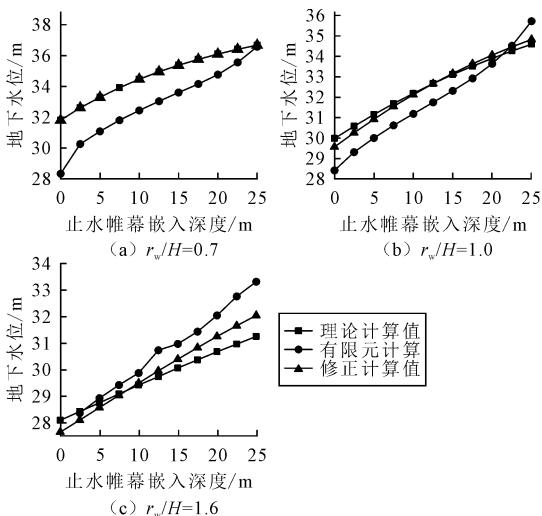 38
36
34
32
30
28
地下水位/m
0 5 10 15 20 25
止水帷幕嵌入深度/m
(a) r_w/H=0.7
36
35
34
33
32
31
30
29
28
地下水位/m
0 5 10 15 20 25
止水帷幕嵌入深度/m
(b) r_w/H=1.0
34
33
32
31
30
29
28
地下水位/m
0 5 10 15 20 25
止水帷幕嵌入深度/m
(c) r_w/H=1.6
理论计算值
有限元计算
修正计算值